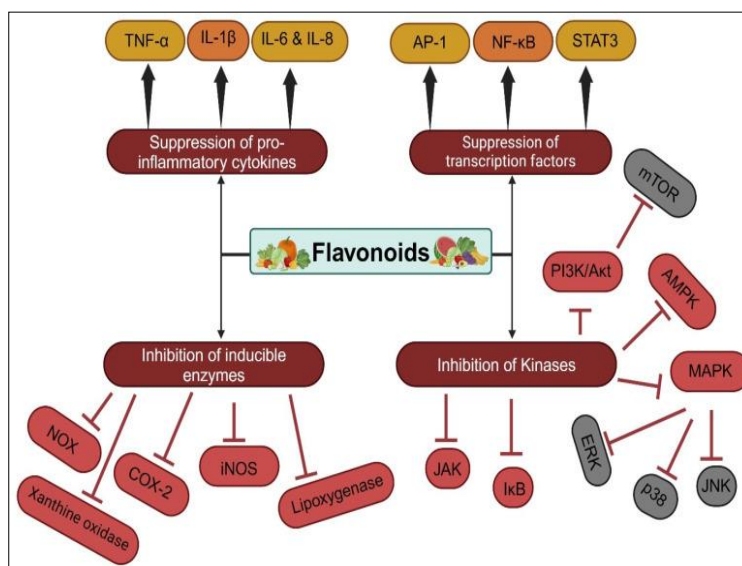 TNF-α
IL-1β
IL-6 & IL-8
AP-1
NF-κB
STAT3
Suppression of pro-
inflammatory cytokines
Suppression of
transcription factors
mTOR
Flavonoids
PI3K/Aκt
AMPK
Inhibition of inducible
enzymes
Inhibition of Kinases
MAPK
NOX
Xanthine oxidase
COX-2
iNOS
Lipoxygenase
JAK
IκB
ERK
p38
JNK